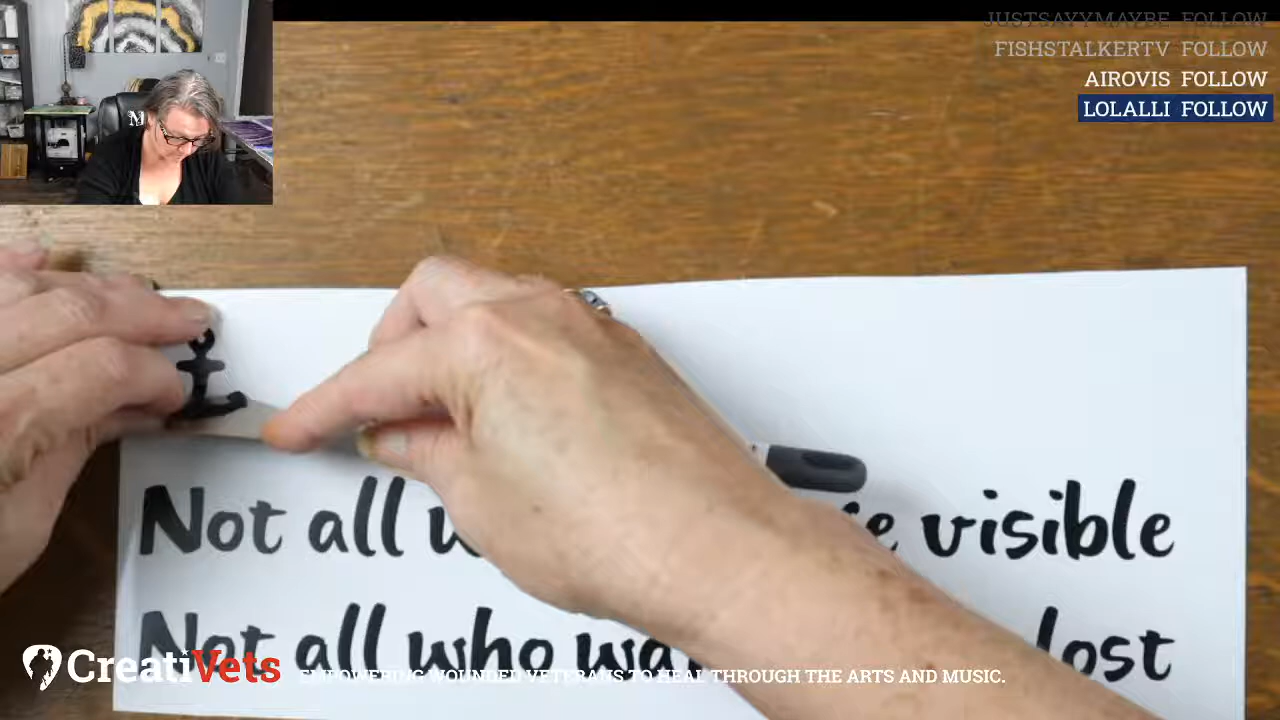 JUSTSAYYMAYBE FOLLOW
FISHSTALKERTV FOLLOW
AIROVIS FOLLOW
LOLALLI FOLLOW
M
Not all visible
Not all who lost
CreatiVets
EMPOWERING WOUNDED VETERANS TO HEAL THROUGH THE ARTS AND MUSIC.